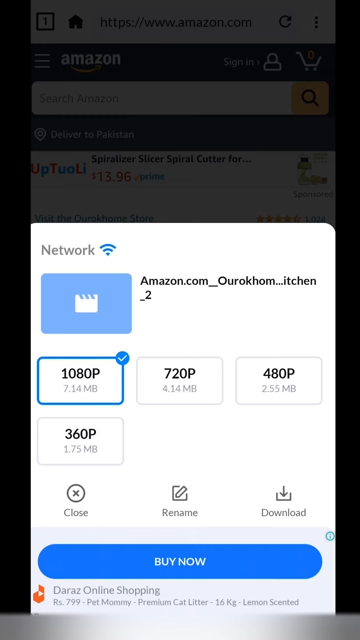 1
https://www.amazon.com
amazon
Sign in ›
0
Search Amazon
Deliver to Pakistan
UpTuoLi
Spiralizer Slicer Spiral Cutter for...
$13.96 prime
Sponsored
Visit the Ourokhome Store
1,024
Network
Amazon.com__Ourokhom...itchen
_2
1080P
7.14 MB
720P
4.14 MB
480P
2.55 MB
360P
1.75 MB
Close
Rename
Download
BUY NOW
Daraz Online Shopping
Rs. 799 - Pet Mommy - Premium Cat Litter - 16 Kg - Lemon Scented